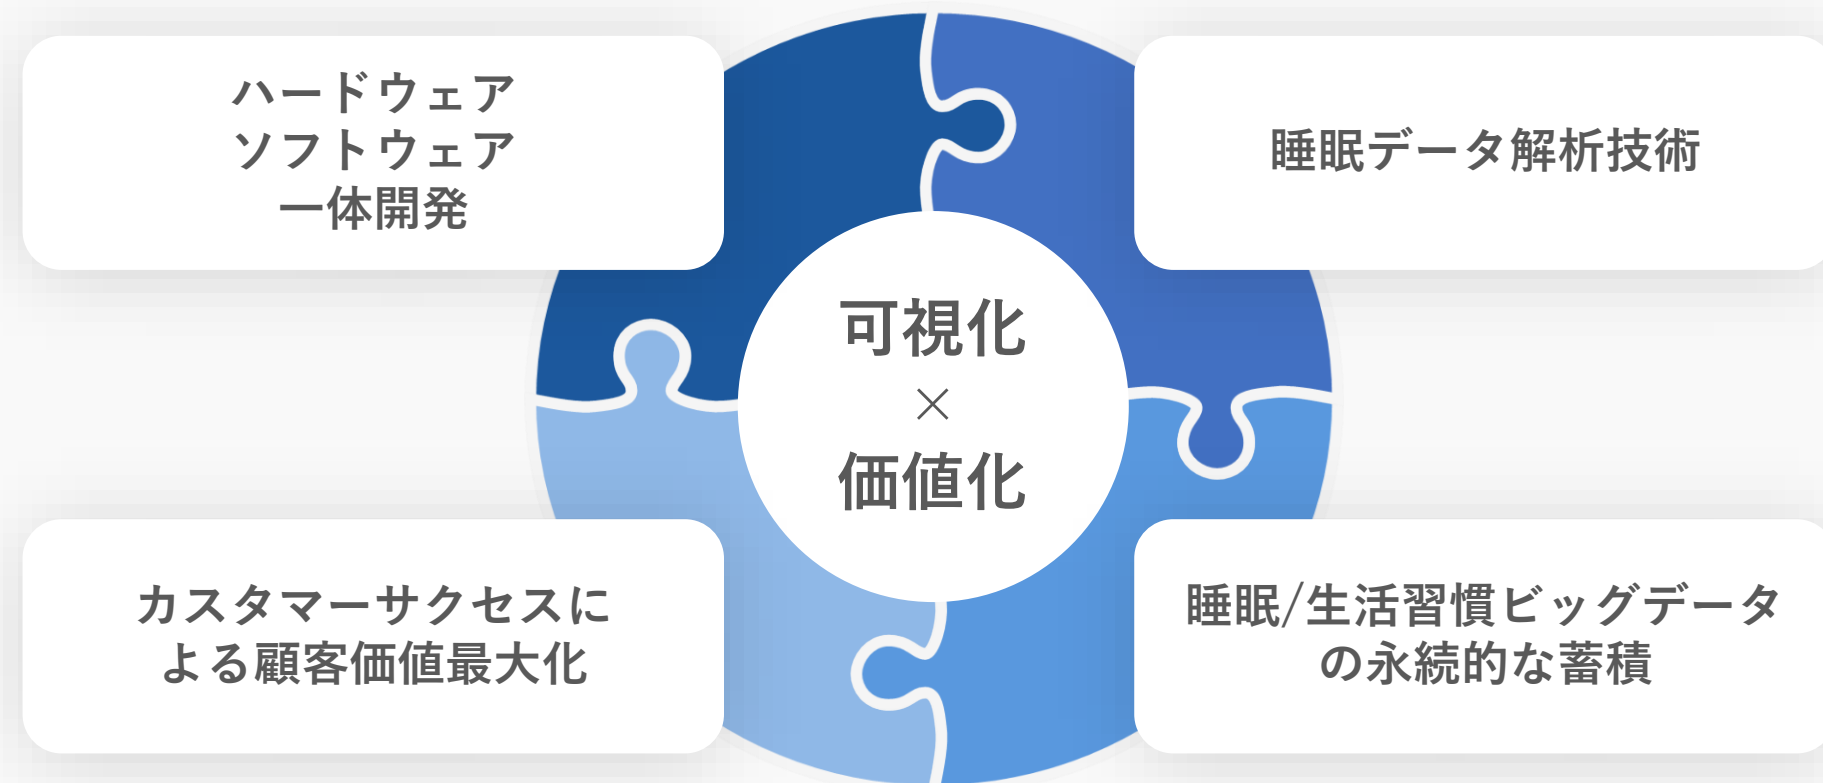 ハードウェア
ソフトウェア
一体開発
睡眠データ解析技術
可視化
×
価値化
カスタマーサクセスに
よる顧客価値最大化
睡眠/生活習慣ビッグデータ
の永続的な蓄積